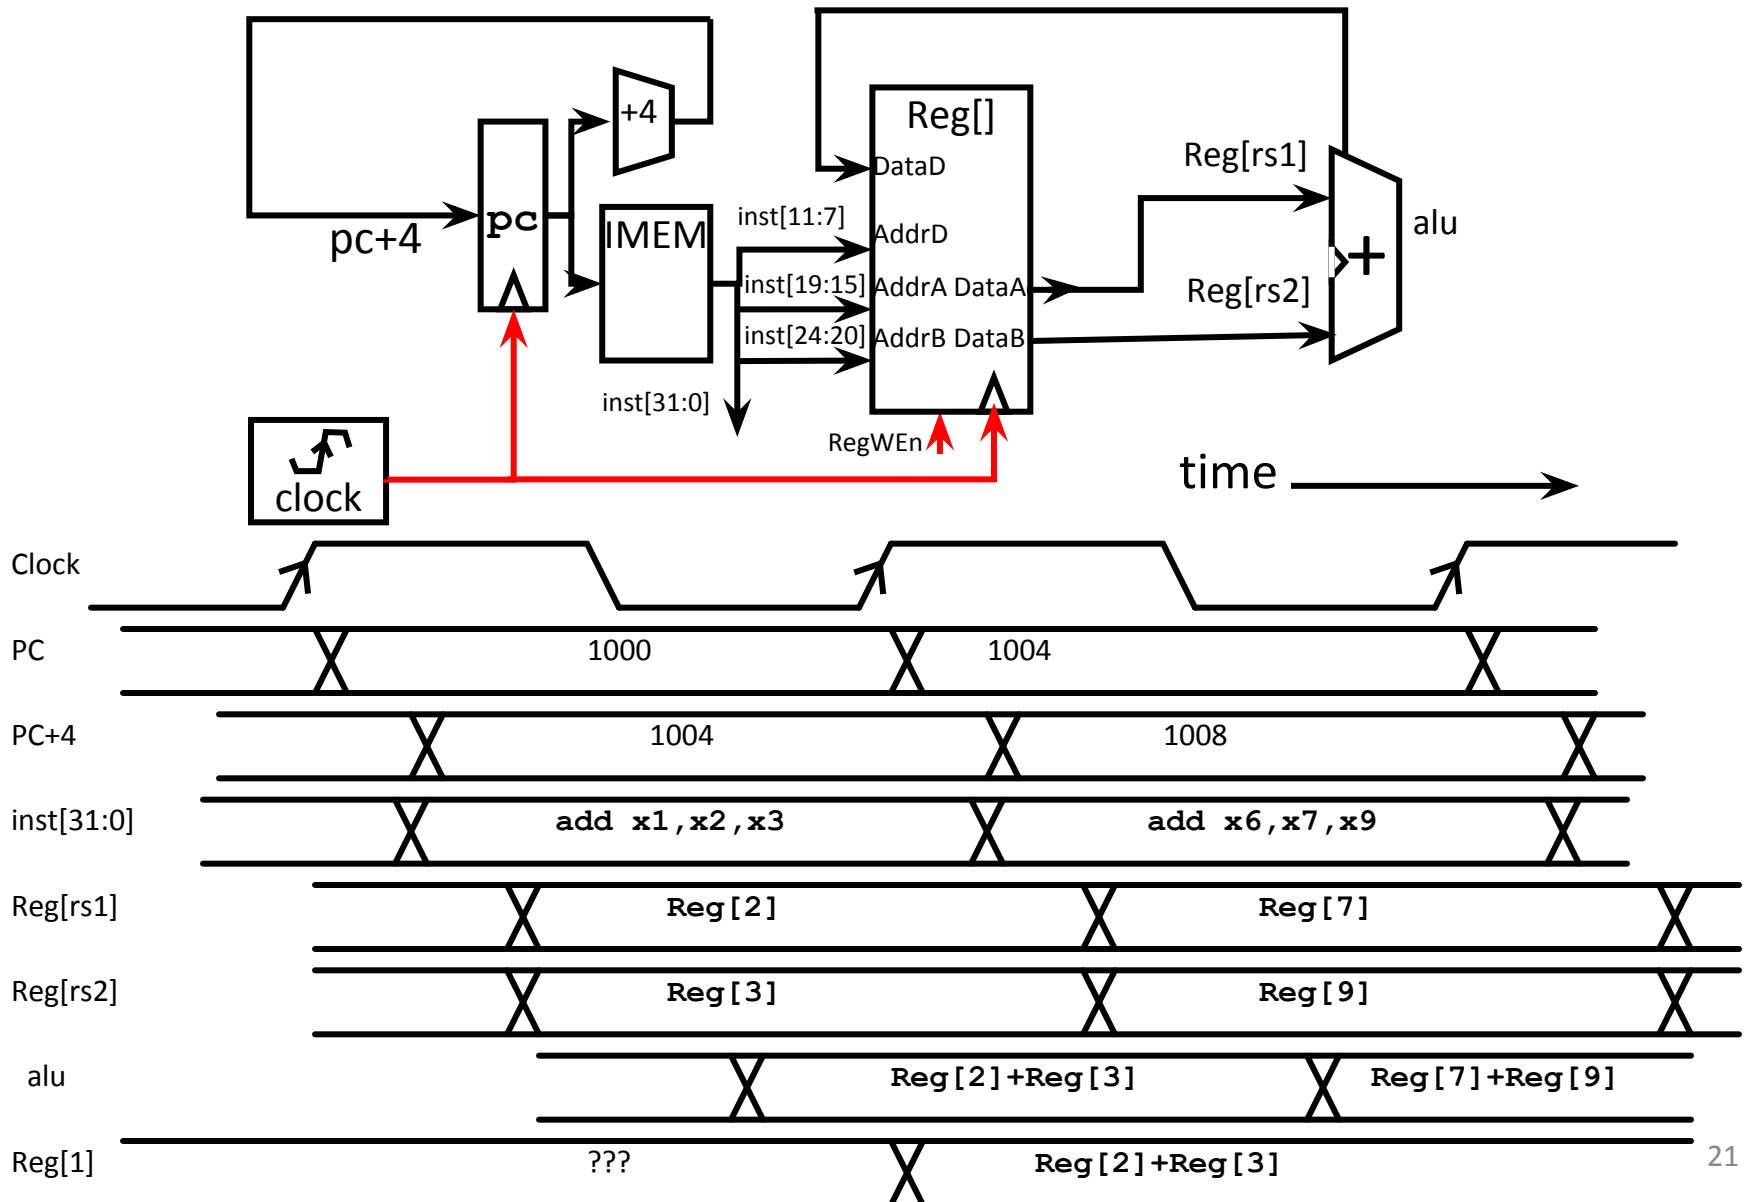 +4
Reg[]
DataD
Reg[rs1]
pc+4
pc
IMEM
inst[11:7]
AddrD
alu
+
inst[19:15]
AddrA DataA
Reg[rs2]
inst[24:20]
AddrB DataB
inst[31:0]
RegWEn
clock
time
Clock
PC 1000 1004
PC+4 1004 1008
inst[31:0] add x1,x2,x3 add x6,x7,x9
Reg[rs1] Reg[2] Reg[7]
Reg[rs2] Reg[3] Reg[9]
alu Reg[2]+Reg[3] Reg[7]+Reg[9]
Reg[1] ??? Reg[2]+Reg[3]
21